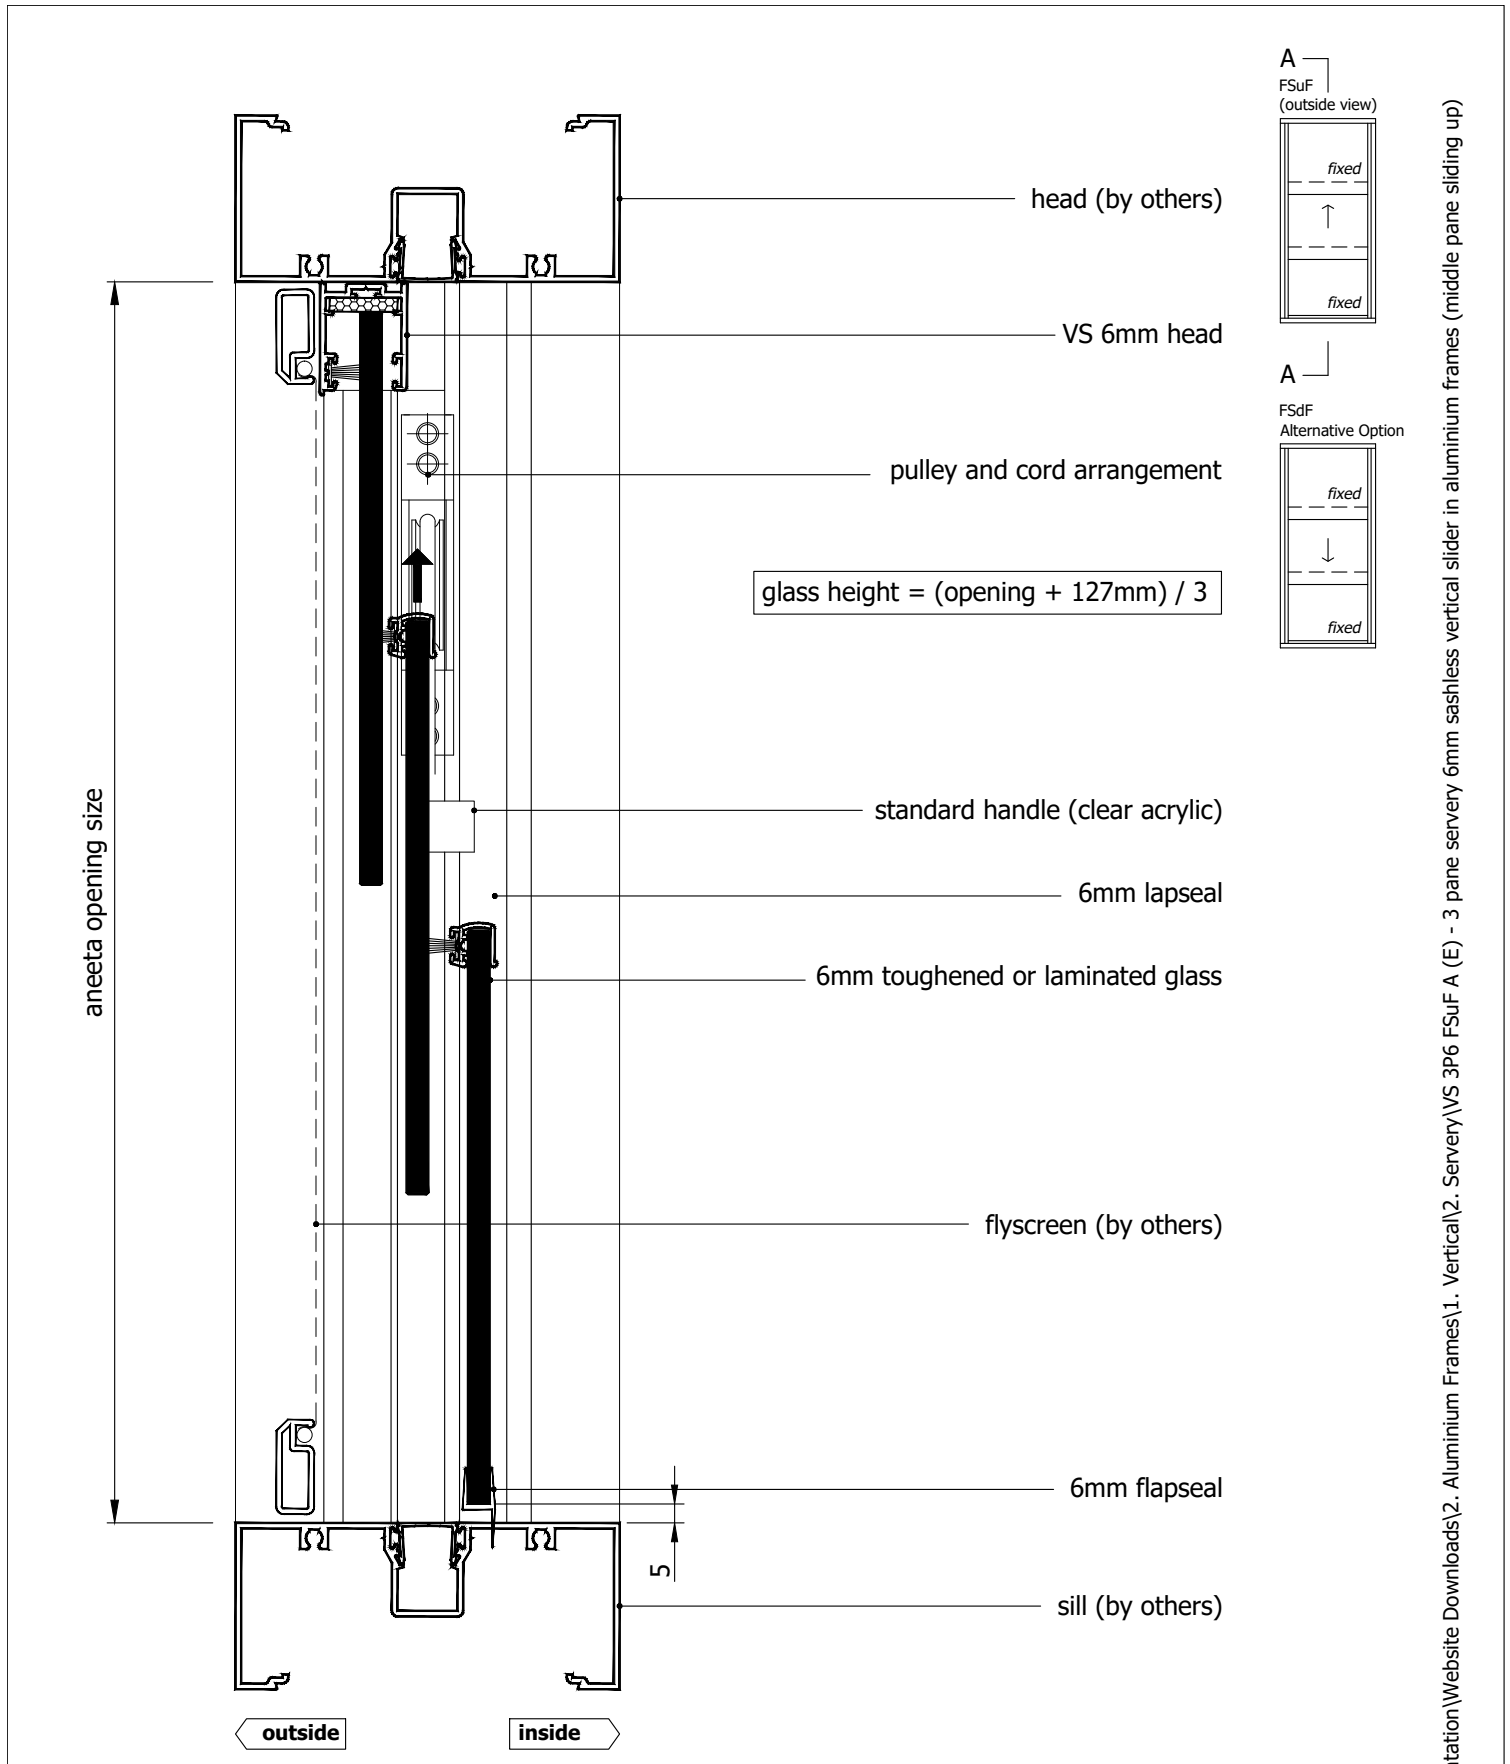 A
FSuF
(outside view)
fixed
fixed
A
FSdF
Alternative Option
fixed
fixed
head (by others)
VS 6mm head
pulley and cord arrangement
glass height = (opening + 127mm) / 3
standard handle (clear acrylic)
6mm lapseal
6mm toughened or laminated glass
flyscreen (by others)
6mm flapseal
5
sill (by others)
aneeta opening size
outside
inside
tation\Website Downloads\2. Aluminium Frames\1. Vertical\2. Servery\VS 3P6 FSuF A (E) - 3 pane servery 6mm sashless vertical slider in aluminium frames (middle pane sliding up)